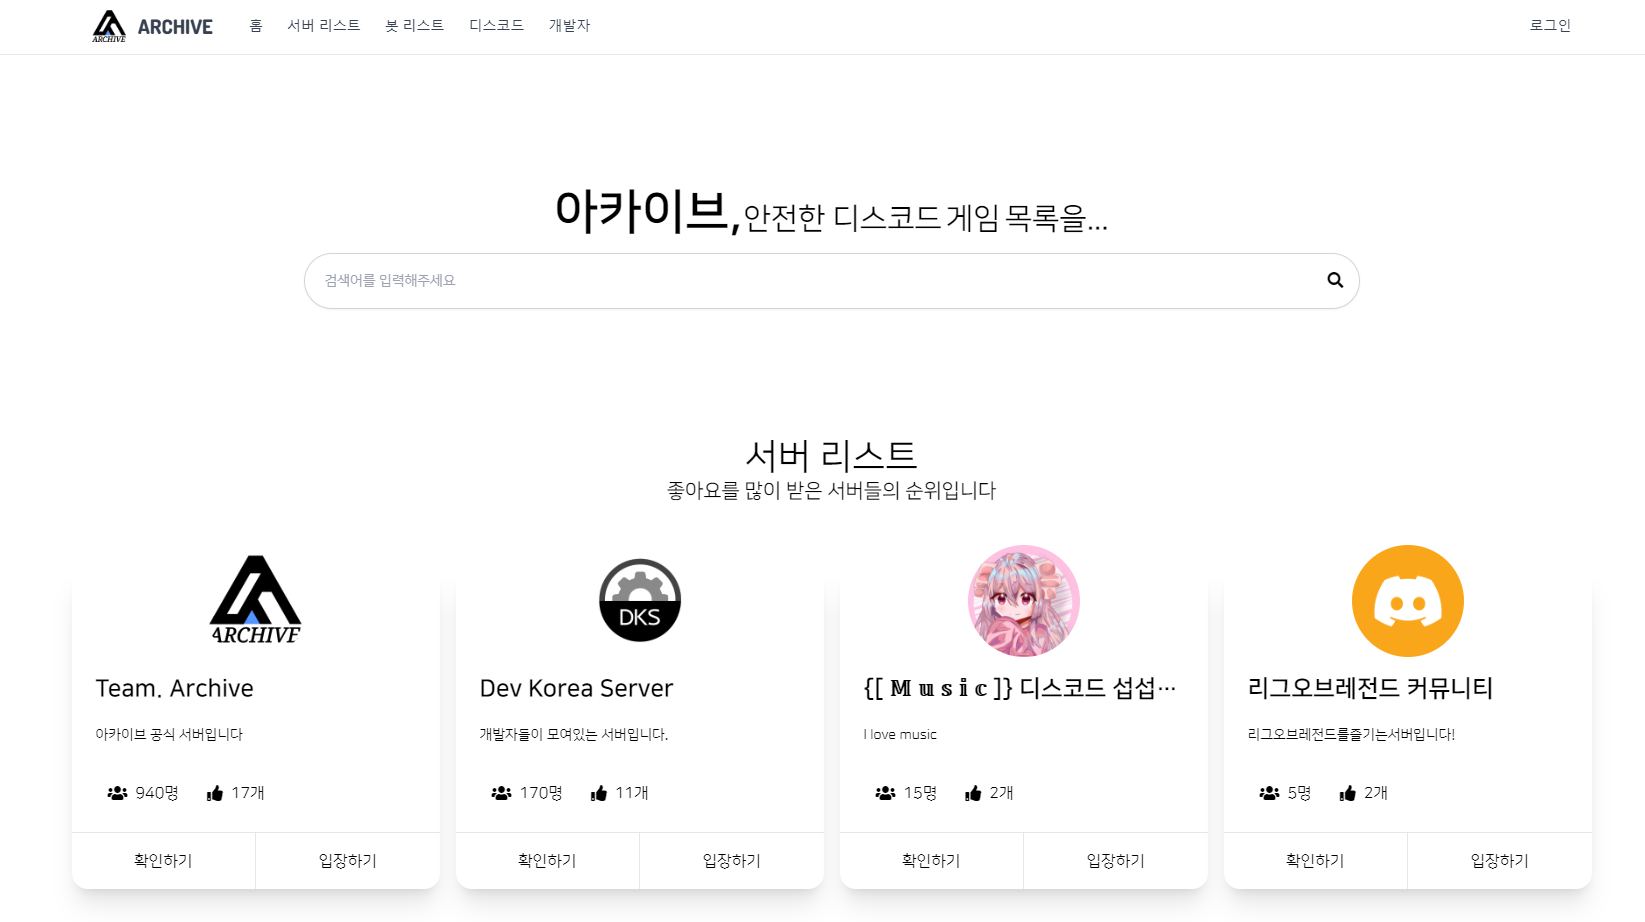 ARCHIVE
ARCHIVE 홈 서버 리스트 봇 리스트 디스코드 개발자 로그인
아카이브, 안전한 디스코드 게임 목록을...
검색어를 입력해주세요
서버 리스트
좋아요를 많이 받은 서버들의 순위입니다
ARCHIVE
Team. Archive
아카이브 공식 서버입니다
940명 17개
확인하기 입장하기
DKS
Dev Korea Server
개발자들이 모여있는 서버입니다.
170명 11개
확인하기 입장하기
{[ 𝕄 𝕦 𝕤 𝕚 𝕔 ]} 디스코드 섭섭…
I love music
15명 2개
확인하기 입장하기
리그오브레전드 커뮤니티
리그오브레전드를즐기는서버입니다!
5명 2개
확인하기 입장하기